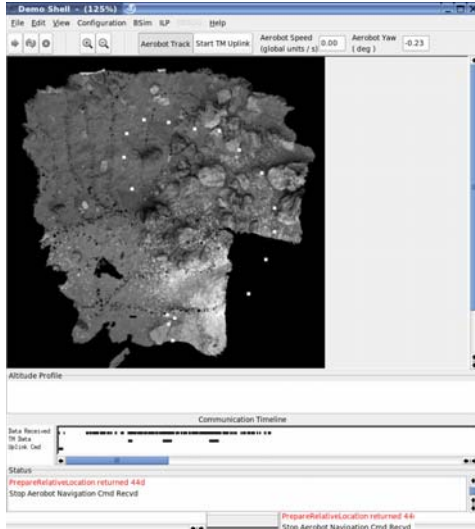 Demo Shell - (125%)
File Edit View Configuration BSim ILP Help
Aerobot Track Start TM Uplink Aerobot Speed (global units / s) 0.00 Aerobot Yaw ( deg ) -0.23
Altitude Profile
Communication Timeline
Data Received
TM Data
Uplink Cmd
Status
PrepareRelativeLocation returned 44d
Stop Aerobot Navigation Cmd Recvd
PrepareRelativeLocation returned 44
Stop Aerobot Navigation Cmd Recvd